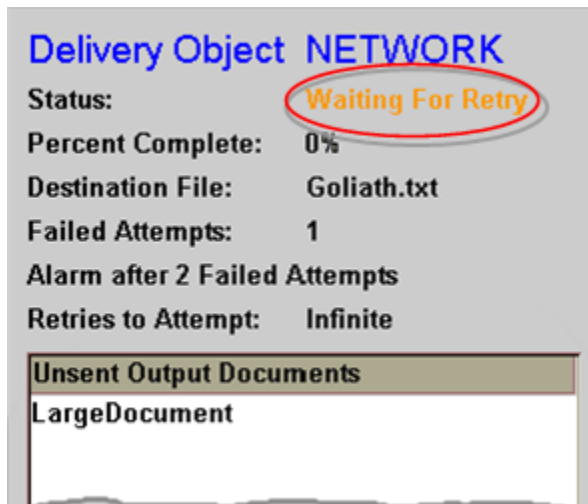 Delivery Object NETWORK
Status: Waiting For Retry
Percent Complete: 0%
Destination File: Goliath.txt
Failed Attempts: 1
Alarm after 2 Failed Attempts
Retries to Attempt: Infinite
Unsent Output Documents
LargeDocument